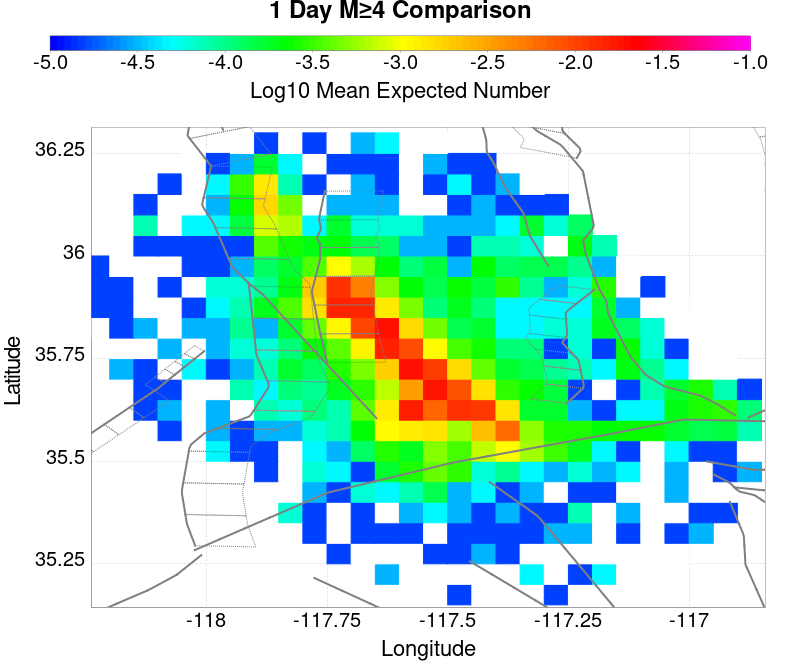 1 Day M≥4 Comparison
-5.0 -4.5 -4.0 -3.5 -3.0 -2.5 -2.0 -1.5 -1.0
Log10 Mean Expected Number
36.25
36
35.75
35.5
35.25
Latitude
-118 -117.75 -117.5 -117.25 -117
Longitude